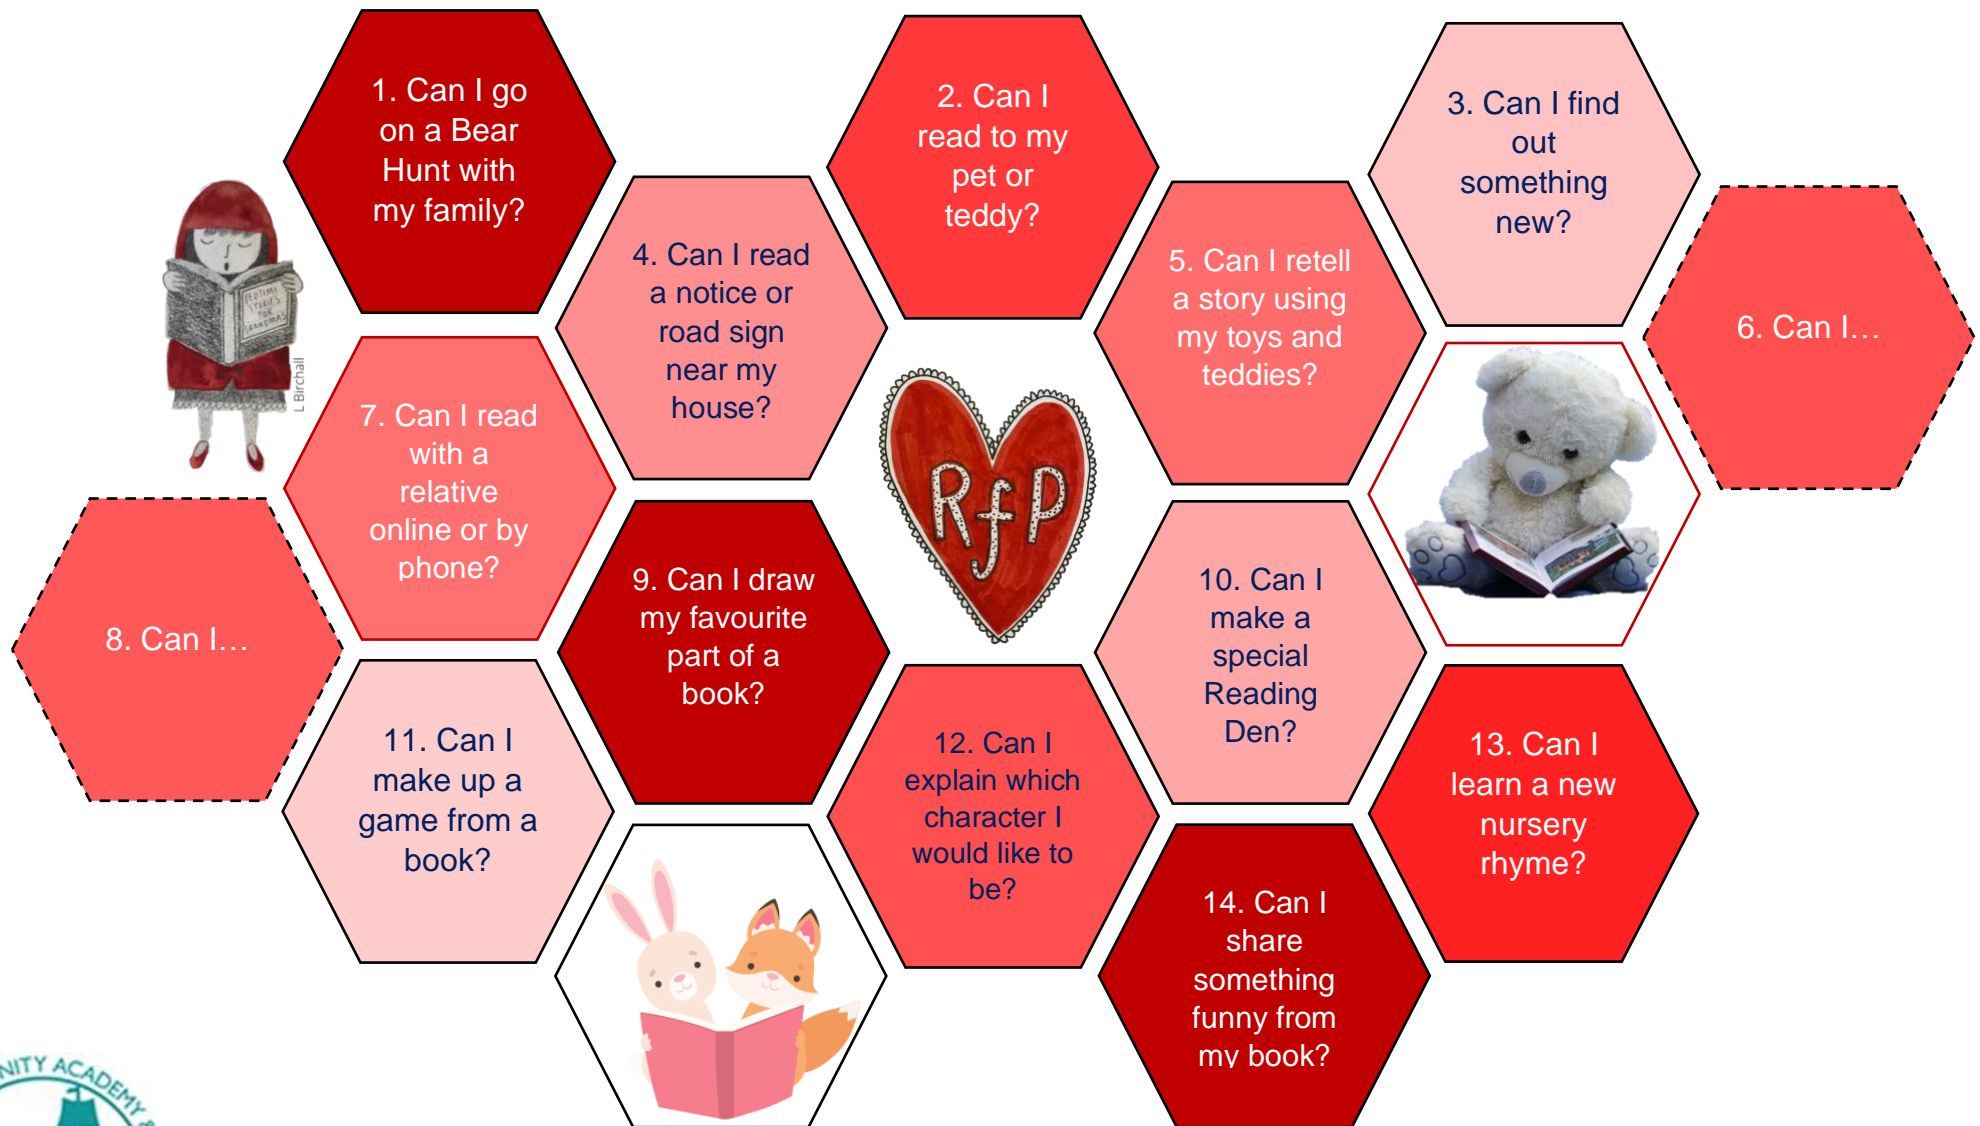 1. Can I go
on a Bear
Hunt with
my family?
2. Can I
read to my
pet or
teddy?
3. Can I find
out
something
new?
4. Can I read
a notice or
road sign
near my
house?
5. Can I retell
a story using
my toys and
teddies?
6. Can I…
BEDTIME
STORIES
FOR
GRANDMAS
L Birchall
7. Can I read
with a
relative
online or by
phone?
RfP
8. Can I…
9. Can I draw
my favourite
part of a
book?
10. Can I
make a
special
Reading
Den?
11. Can I
make up a
game from a
book?
12. Can I
explain which
character I
would like to
be?
13. Can I
learn a new
nursery
rhyme?
14. Can I
share
something
funny from
my book?
NITY ACADEMY &